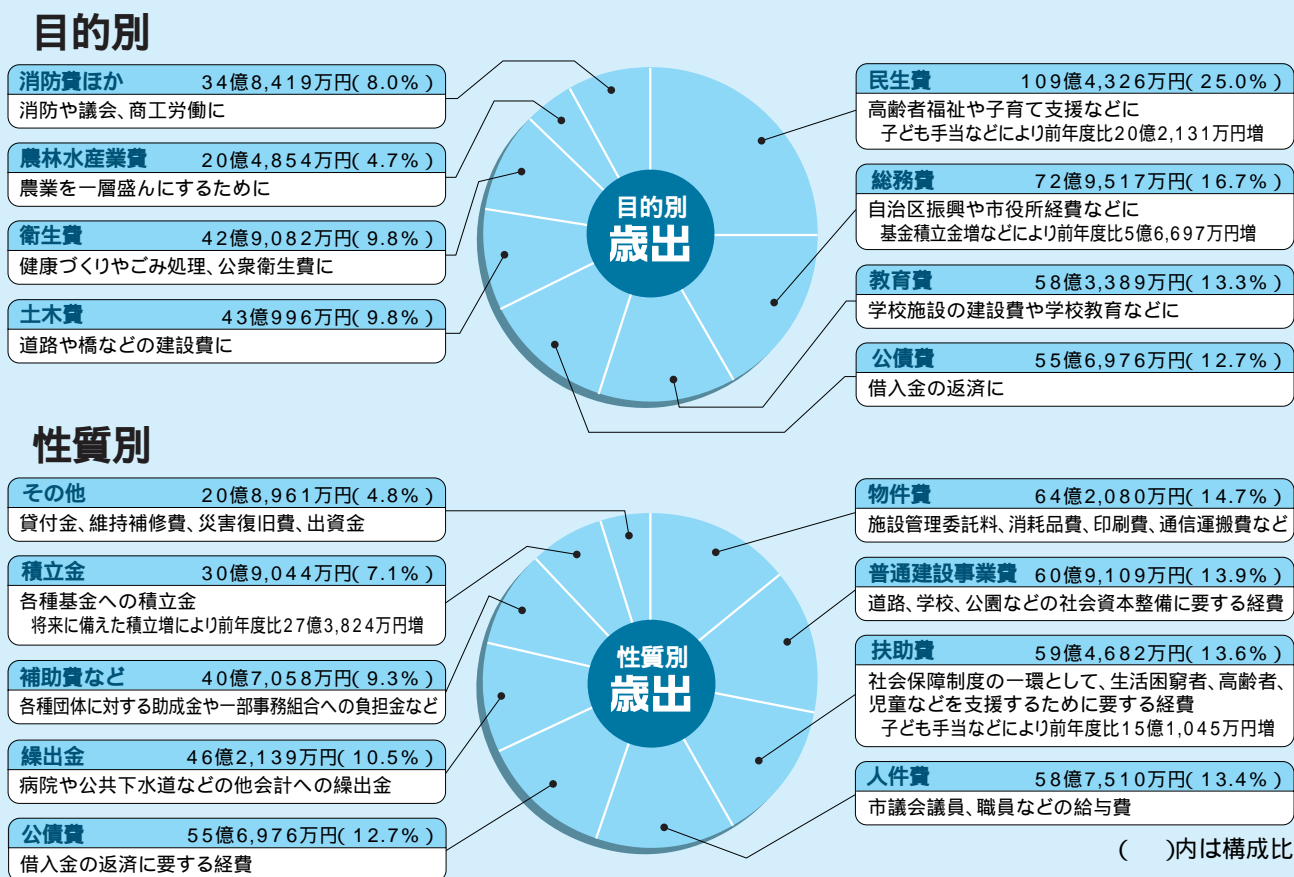 目的別
消防費ほか 34億8,419万円(8.0%)
消防や議会、商工労働に
農林水産業費 20億4,854万円(4.7%)
農業を一層盛んにするために
衛生費 42億9,082万円(9.8%)
健康づくりやごみ処理、公衆衛生費に
土木費 43億996万円(9.8%)
道路や橋などの建設費に
目的別
歳出
民生費 109億4,326万円(25.0%)
高齢者福祉や子育て支援などに
子ども手当などにより前年度比20億2,131万円増
総務費 72億9,517万円(16.7%)
自治区振興や市役所経費などに
基金積立金増などにより前年度比5億6,697万円増
教育費 58億3,389万円(13.3%)
学校施設の建設費や学校教育などに
公債費 55億6,976万円(12.7%)
借入金の返済に
性質別
その他 20億8,961万円(4.8%)
貸付金、維持補修費、災害復旧費、出資金
積立金 30億9,044万円(7.1%)
各種基金への積立金
将来に備えた積立増により前年度比27億3,824万円増
補助費など 40億7,058万円(9.3%)
各種団体に対する助成金や一部事務組合への負担金など
繰出金 46億2,139万円(10.5%)
病院や公共下水道などの他会計への繰出金
公債費 55億6,976万円(12.7%)
借入金の返済に要する経費
性質別
歳出
物件費 64億2,080万円(14.7%)
施設管理委託料、消耗品費、印刷費、通信運搬費など
普通建設事業費 60億9,109万円(13.9%)
道路、学校、公園などの社会資本整備に要する経費
扶助費 59億4,682万円(13.6%)
社会保障制度の一環として、生活困窮者、高齢者、
児童などを支援するために要する経費
子ども手当などにより前年度比15億1,045万円増
人件費 58億7,510万円(13.4%)
市議会議員、職員などの給与費
( )内は構成比